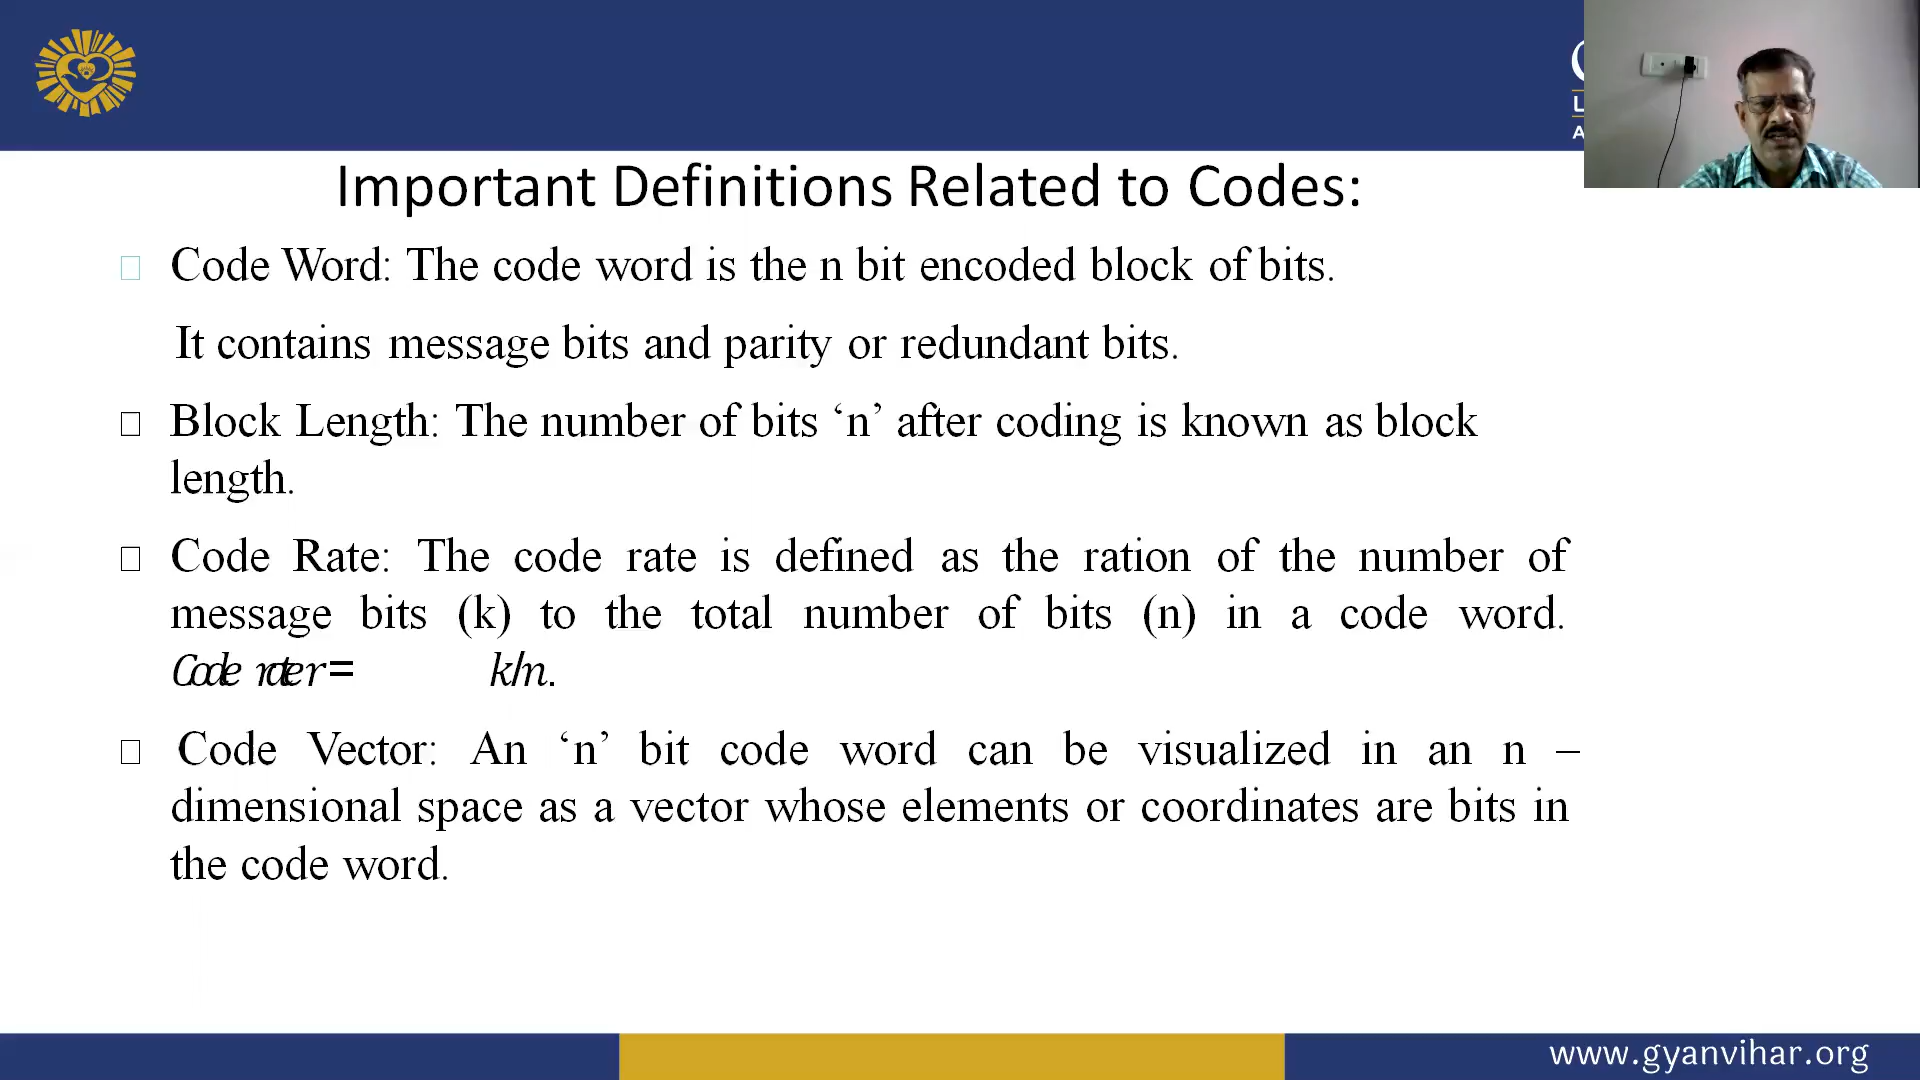 Important Definitions Related to Codes:
Code Word: The code word is the n bit encoded block of bits.
It contains message bits and parity or redundant bits.
Block Length: The number of bits ‘n’ after coding is known as block
length.
Code Rate: The code rate is defined as the ration of the number of
message bits (k) to the total number of bits (n) in a code word.
Code rate r = k/n.
Code Vector: An ‘n’ bit code word can be visualized in an n –
dimensional space as a vector whose elements or coordinates are bits in
the code word.
www.gyanvihar.org